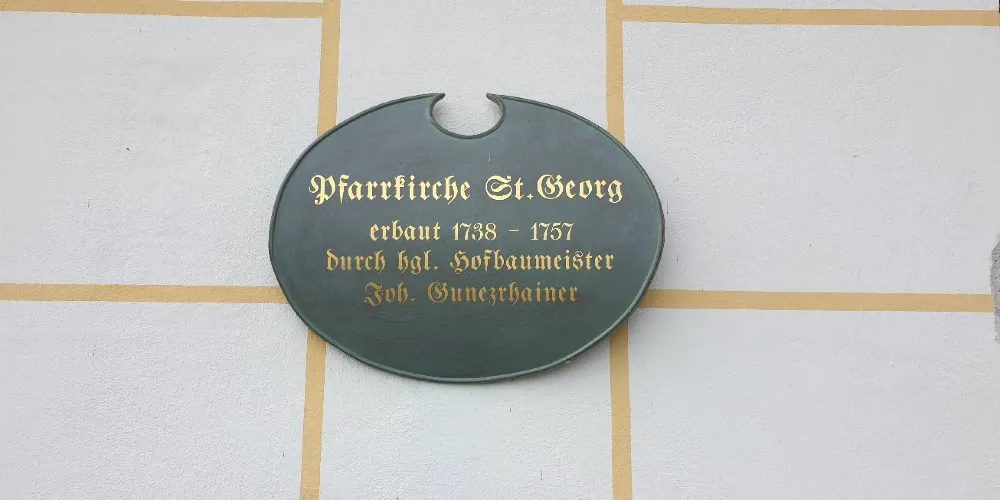 Pfarrkirche St. Georg
erbaut 1738 - 1757
durch hgl. Hofbaumeister
Joh. Gunezrhainer